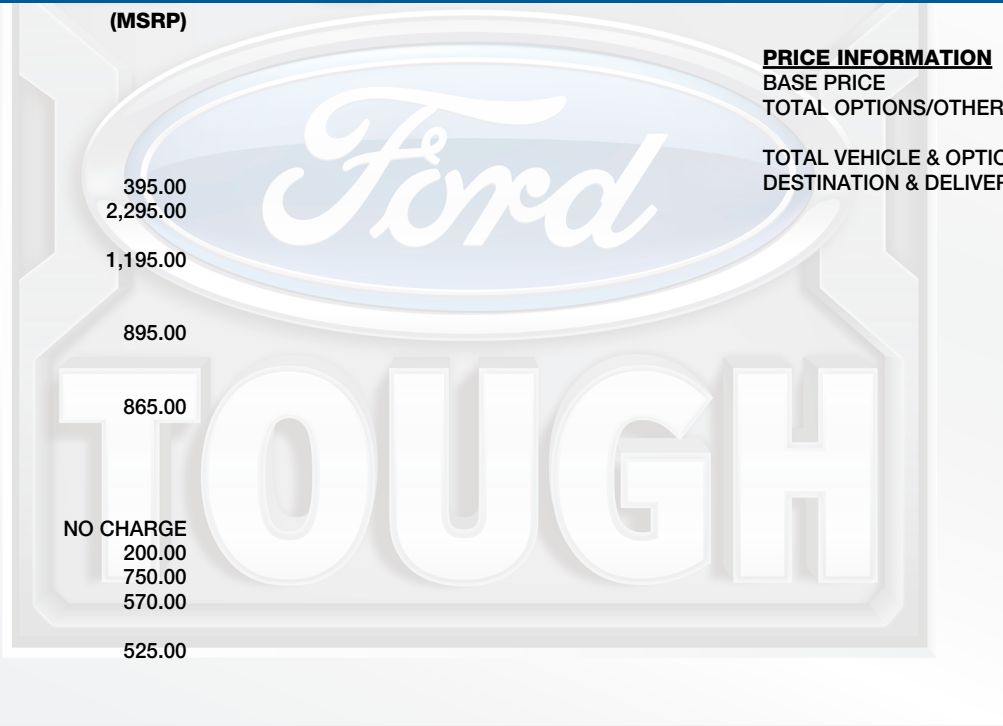 (MSRP)
PRICE INFORMATION
BASE PRICE
TOTAL OPTIONS/OTHER
TOTAL VEHICLE & OPTIO
DESTINATION & DELIVER
395.00
2,295.00
1,195.00
895.00
865.00
NO CHARGE
200.00
750.00
570.00
525.00
Ford
TOUGH